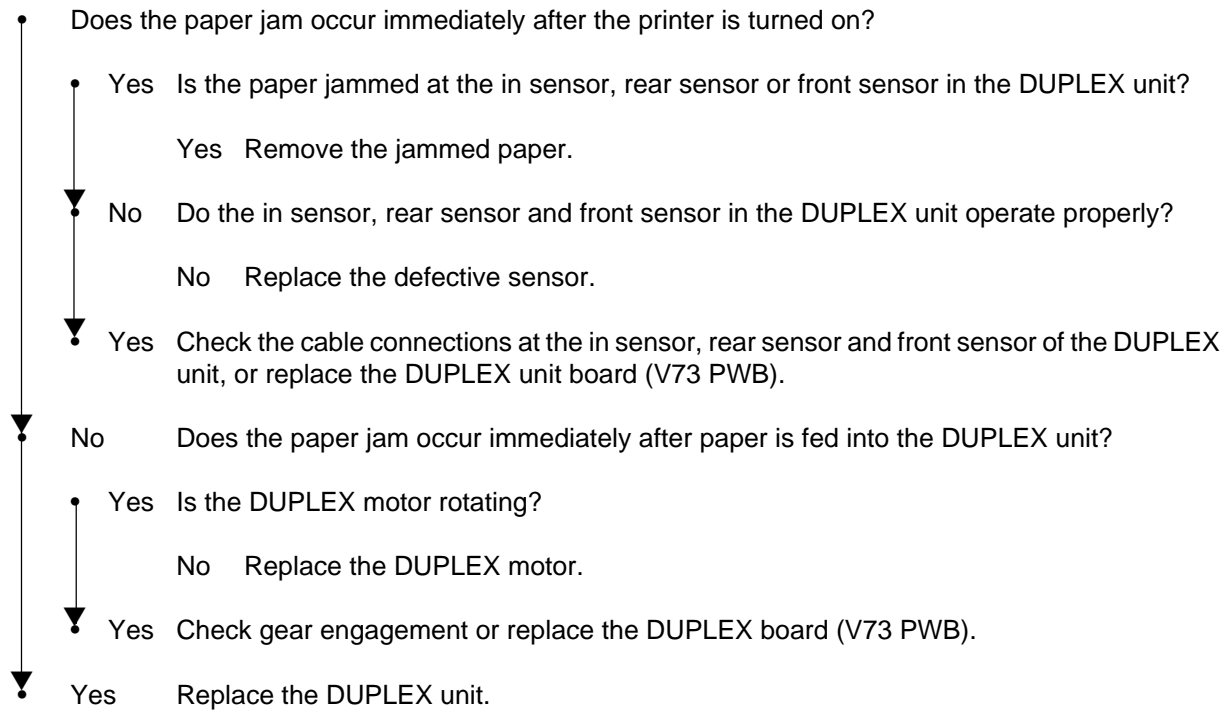 Does the paper jam occur immediately after the printer is turned on?
Yes Is the paper jammed at the in sensor, rear sensor or front sensor in the DUPLEX unit?
Yes Remove the jammed paper.
No Do the in sensor, rear sensor and front sensor in the DUPLEX unit operate properly?
No Replace the defective sensor.
Yes Check the cable connections at the in sensor, rear sensor and front sensor of the DUPLEX
unit, or replace the DUPLEX unit board (V73 PWB).
No Does the paper jam occur immediately after paper is fed into the DUPLEX unit?
Yes Is the DUPLEX motor rotating?
No Replace the DUPLEX motor.
Yes Check gear engagement or replace the DUPLEX board (V73 PWB).
Yes Replace the DUPLEX unit.